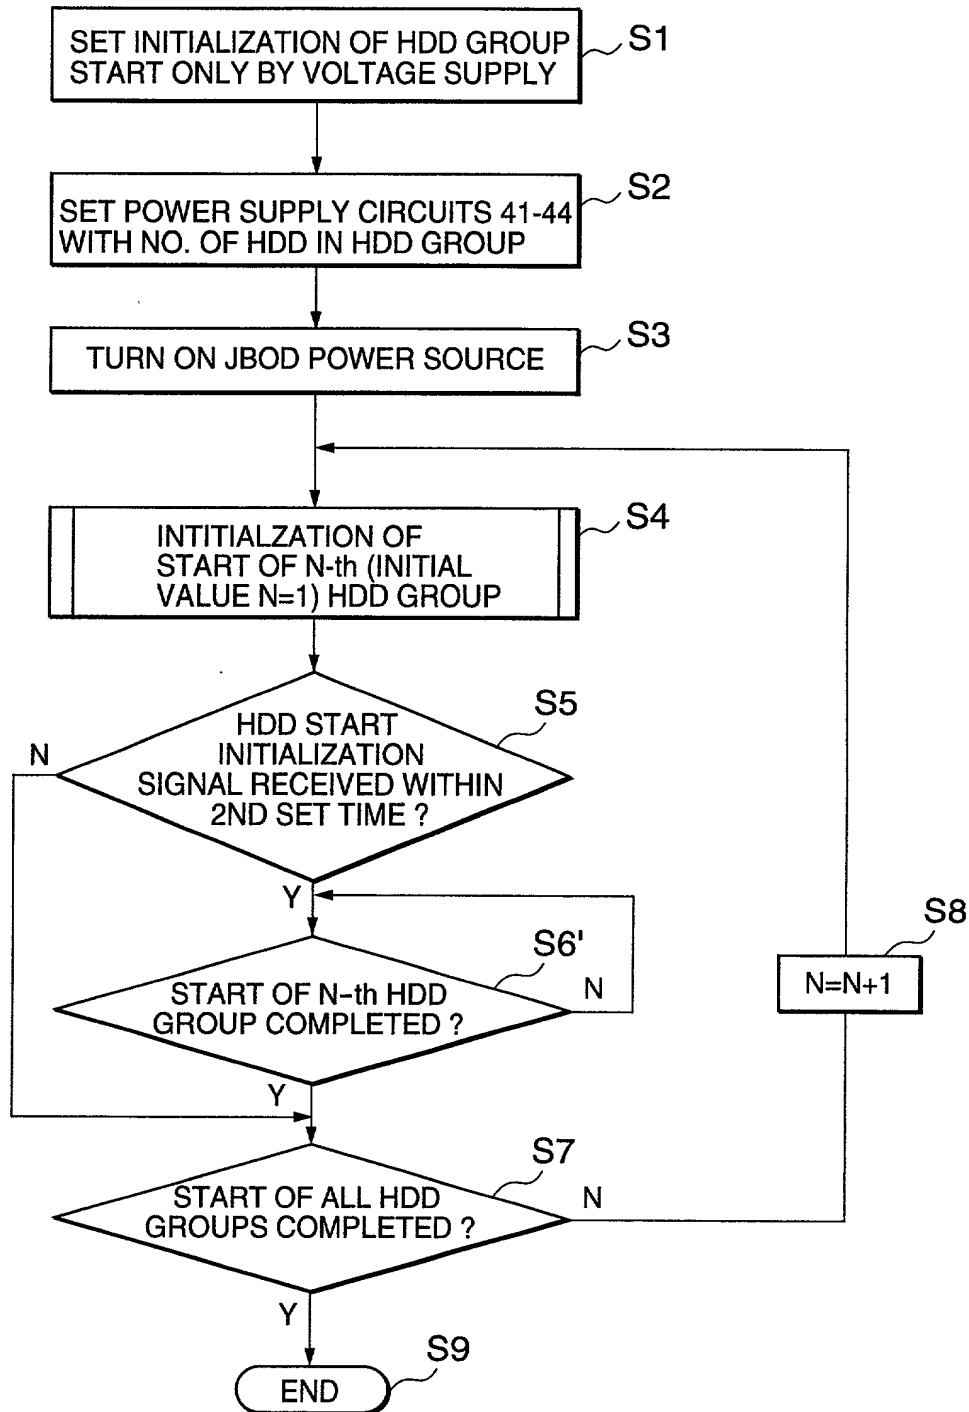 SET INITIALIZATION OF HDD GROUP
START ONLY BY VOLTAGE SUPPLY
S1
SET POWER SUPPLY CIRCUITS 41-44
WITH NO. OF HDD IN HDD GROUP
S2
TURN ON JBOD POWER SOURCE
S3
INTITIALZATION OF
START OF N-th (INITIAL
VALUE N=1) HDD GROUP
S4
HDD START
INITIALIZATION
SIGNAL RECEIVED WITHIN
2ND SET TIME ?
S5
N
Y
START OF N-th HDD
GROUP COMPLETED ?
S6'
N
Y
S8
N=N+1
START OF ALL HDD
GROUPS COMPLETED ?
S7
N
Y
END
S9